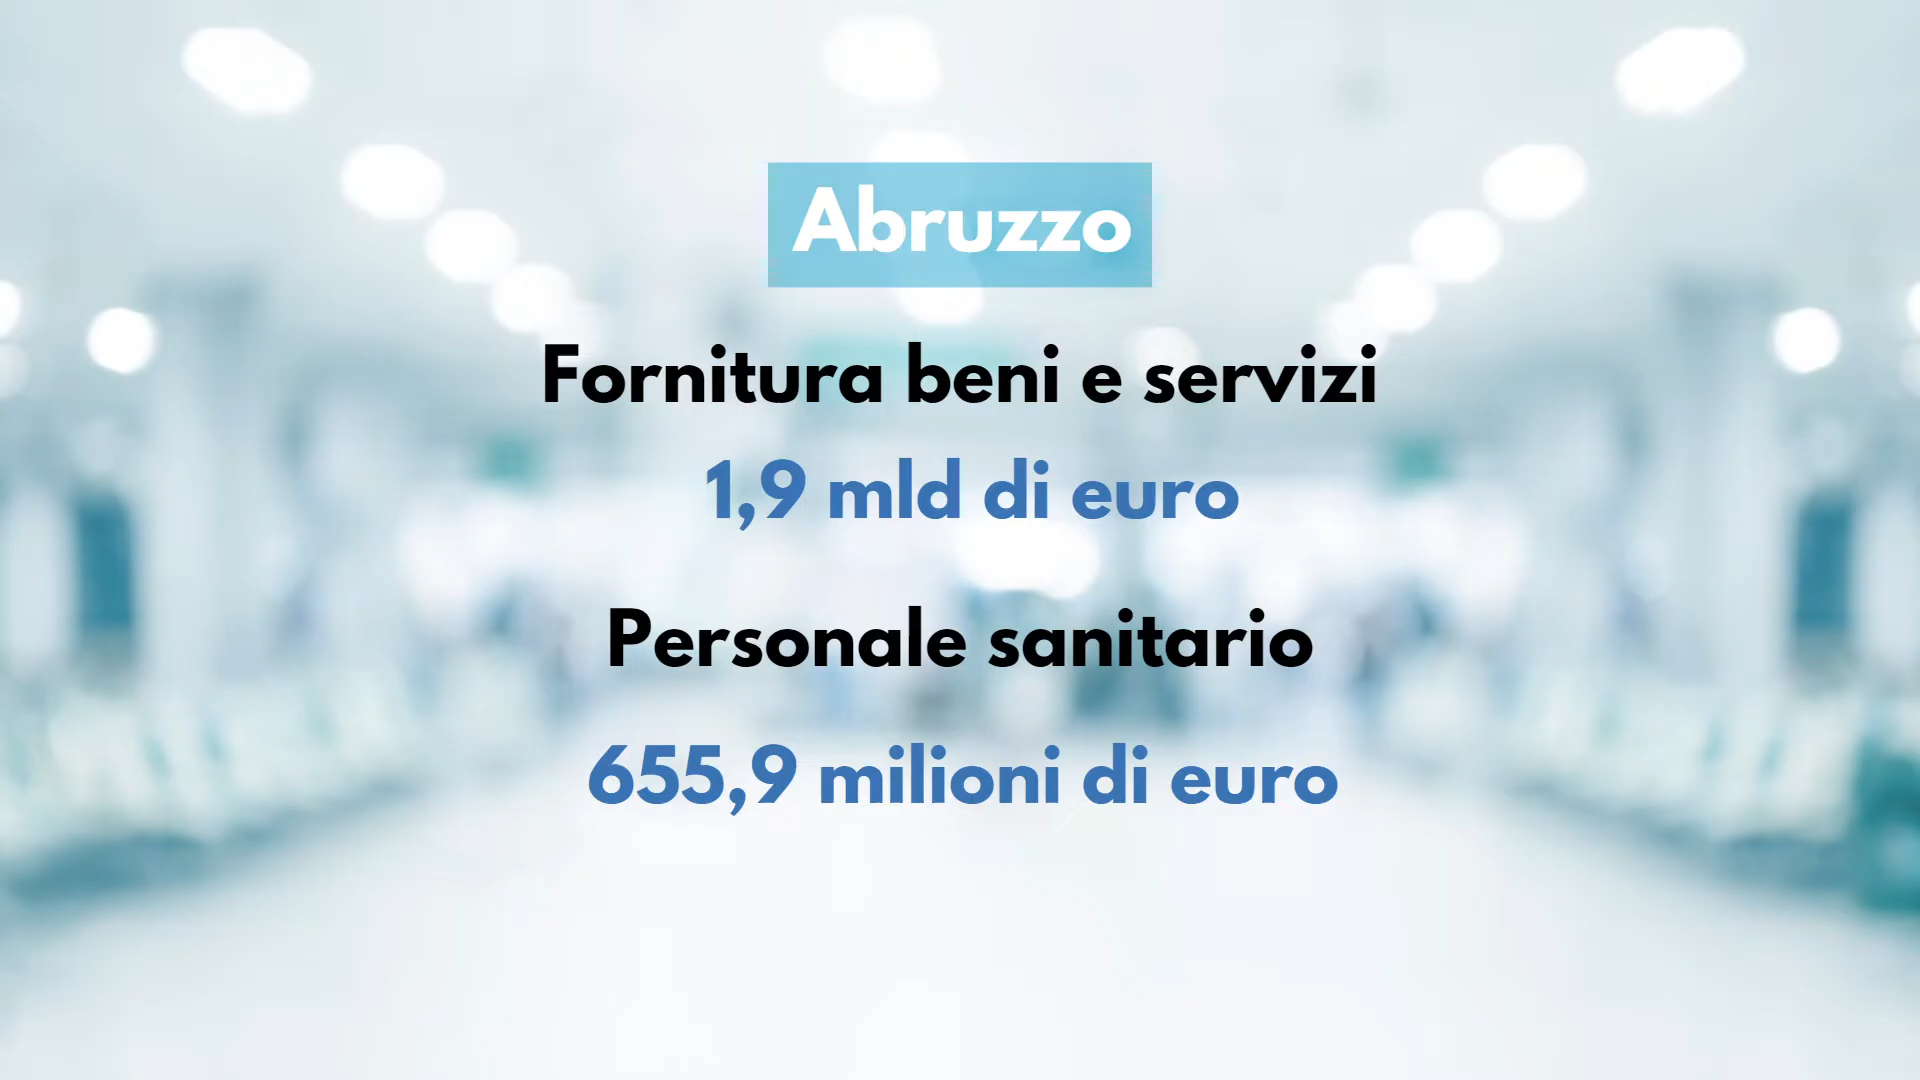 Abruzzo
Fornitura beni e servizi
1,9 mld di euro
Personale sanitario
655,9 milioni di euro